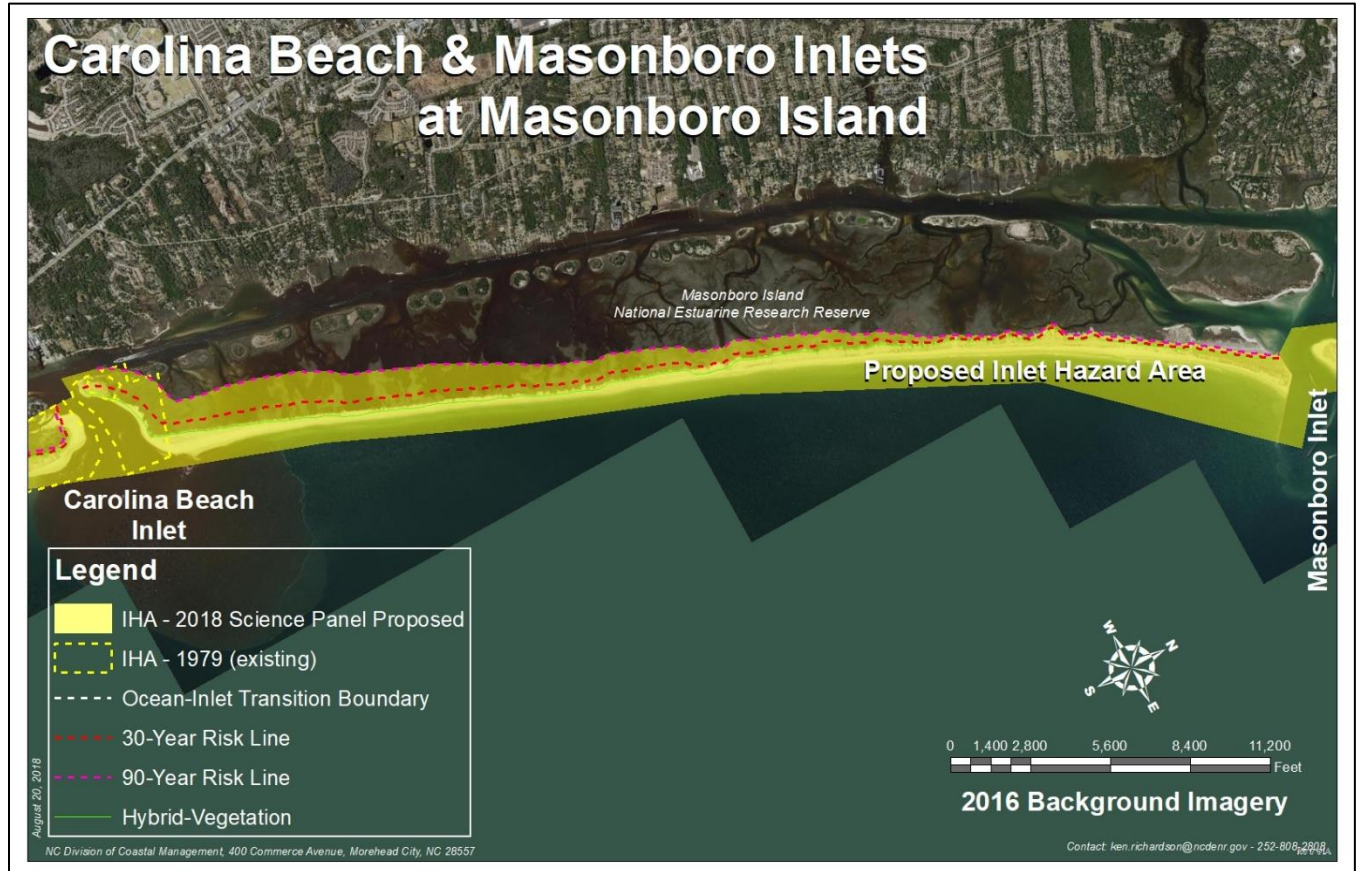 Carolina Beach & Masonboro Inlets
at Masonboro Island
Masonboro Island
National Estuarine Research Reserve
Proposed Inlet Hazard Area
Masonboro Inlet
Carolina Beach
Inlet
Legend
IHA - 2018 Science Panel Proposed
IHA - 1979 (existing)
Ocean-Inlet Transition Boundary
30-Year Risk Line
90-Year Risk Line
Hybrid-Vegetation
August 20, 2018
N
W
S
E
0 1,400 2,800 5,600 8,400 11,200
Feet
2016 Background Imagery
NC Division of Coastal Management, 400 Commerce Avenue, Morehead City, NC 28557
Contact: ken.richardson@ncdenr.gov - 252-808-2808